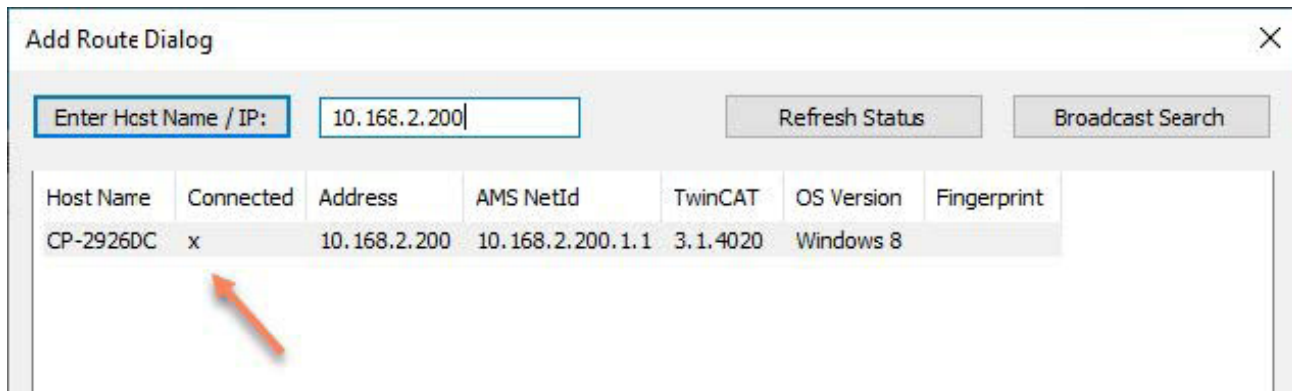 Add Route Dialog
Enter Host Name / IP: 10.168.2.200 Refresh Status Broadcast Search
Host Name Connected Address AMS NetId TwinCAT OS Version Fingerprint
CP-2926DC x 10.168.2.200 10.168.2.200.1.1 3.1.4020 Windows 8